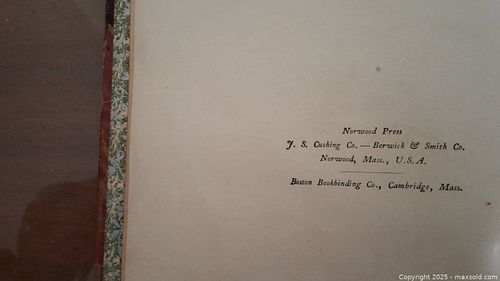 Norwood Press
J. S. Cushing Co. — Berwick & Smith Co.
Norwood, Mass., U.S.A.
Boston Bookbinding Co., Cambridge, Mass.
Copyright 2025 - maxsold.com